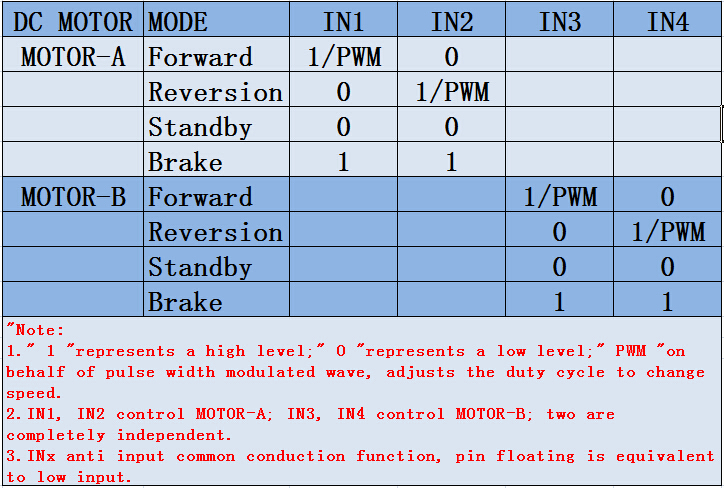 DC MOTOR MODE IN1 IN2 IN3 IN4
MOTOR-A Forward 1/PWM 0
Reversion 0 1/PWM
Standby 0 0
Brake 1 1
MOTOR-B Forward 1/PWM 0
Reversion 0 1/PWM
Standby 0 0
Brake 1 1
"Note:
1." 1 "represents a high level;" 0 "represents a low level;" PWM "on
behalf of pulse width modulated wave, adjusts the duty cycle to change
speed.
2.IN1, IN2 control MOTOR-A; IN3, IN4 control MOTOR-B; two are
completely independent.
3.INx anti input common conduction function, pin floating is equivalent
to low input.